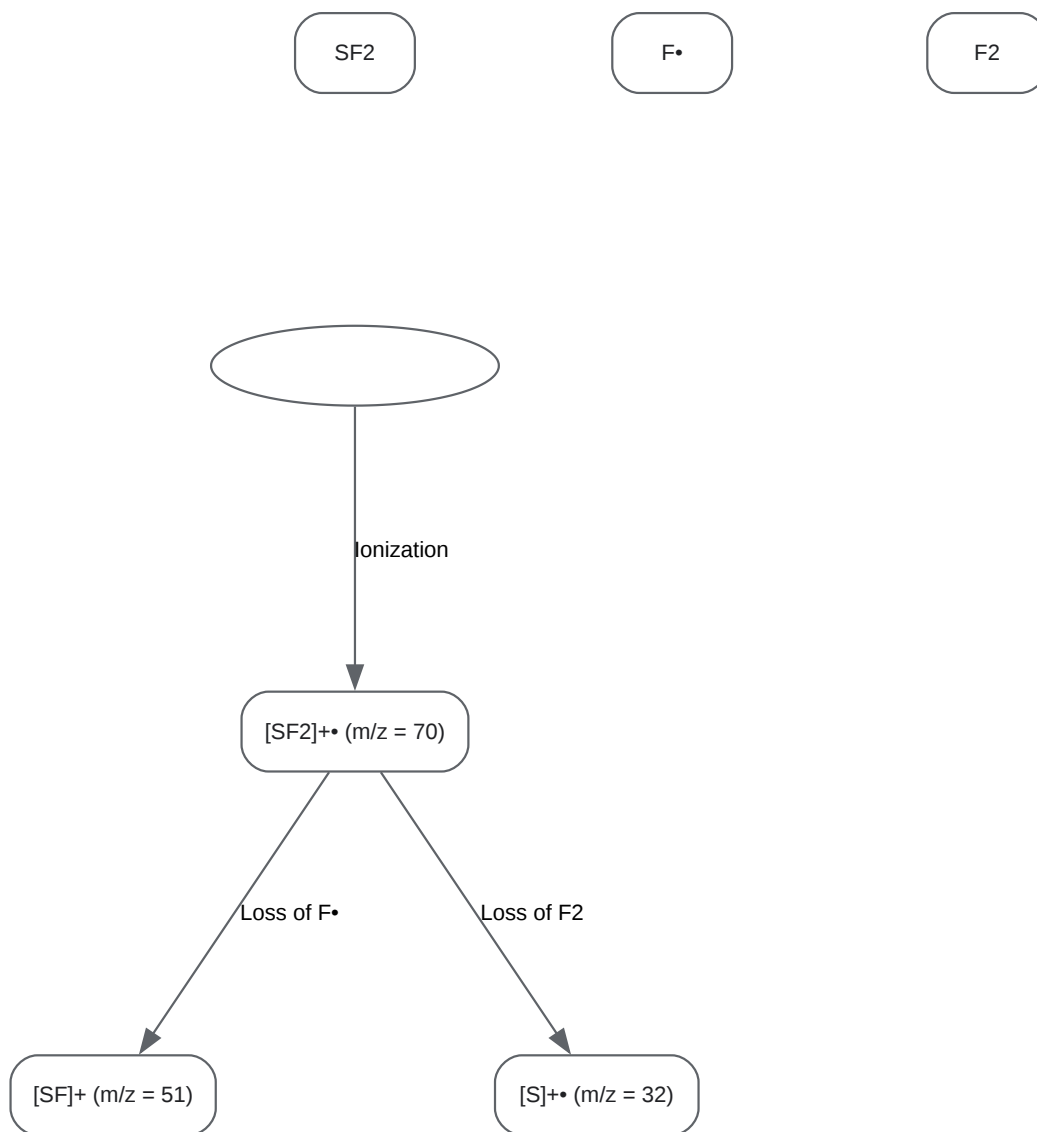 SF2
F•
F2
Ionization
[SF2]+• (m/z = 70)
Loss of F•
Loss of F2
[SF]+ (m/z = 51)
[S]+• (m/z = 32)